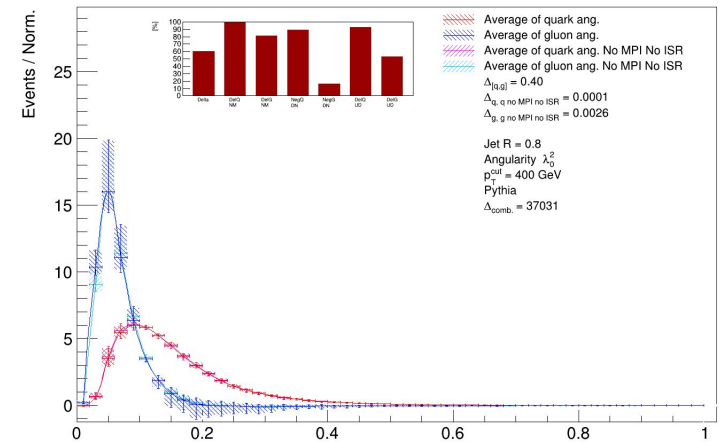 Events / Norm.
25
20
15
10
5
0
0
0.2
0.4
0.6
0.8
1
[%]
100
90
80
70
60
50
40
30
20
10
0
Delta
DelQ
NM
DelG
NM
NegQ
DN
NegG
DN
DelQ
UD
DelG
UD
Average of quark ang.
Average of gluon ang.
Average of quark ang. No MPI No ISR
Average of gluon ang. No MPI No ISR
Δ[q,g] = 0.40
Δq, q no MPI no ISR = 0.0001
Δg, g no MPI no ISR = 0.0026
Jet R = 0.8
Angularity λ₀²
pTcut = 400 GeV
Pythia
Δcomb. = 37031